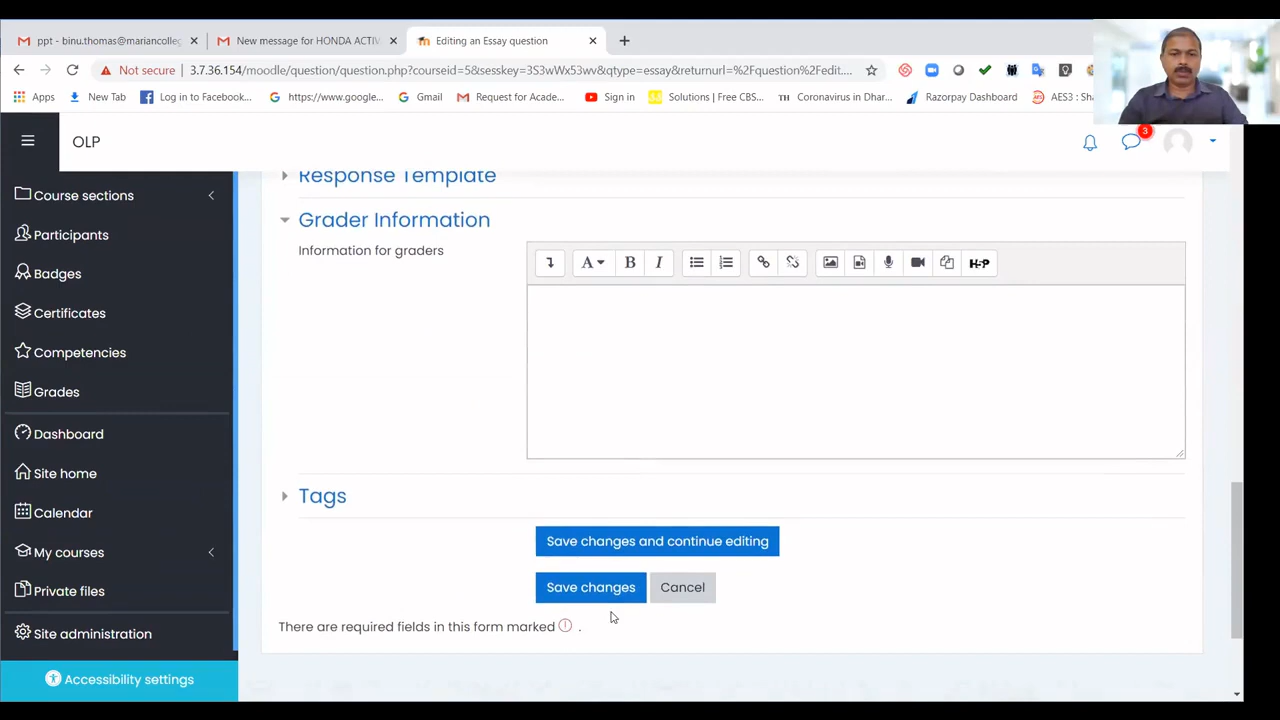 ppt - binu.thomas@mariancolleg
New message for HONDA ACTIV
Editing an Essay question
Not secure
3.7.36.154/moodle/question/question.php?courseid=5&sesskey=3S3wWx53wv&qtype=essay&returnurl=%2Fquestion%2Fedit....
Apps
New Tab
Log in to Facebook...
https://www.google...
Gmail
Request for Acade...
Sign in
Solutions | Free CBS...
Coronavirus in Dhar...
Razorpay Dashboard
AES3 : Sh
OLP
3
Course sections
Participants
Badges
Certificates
Competencies
Grades
Dashboard
Site home
Calendar
My courses
Private files
Site administration
Accessibility settings
Response Template
Grader Information
Information for graders
A B I H-P
Tags
Save changes and continue editing
Save changes Cancel
There are required fields in this form marked .